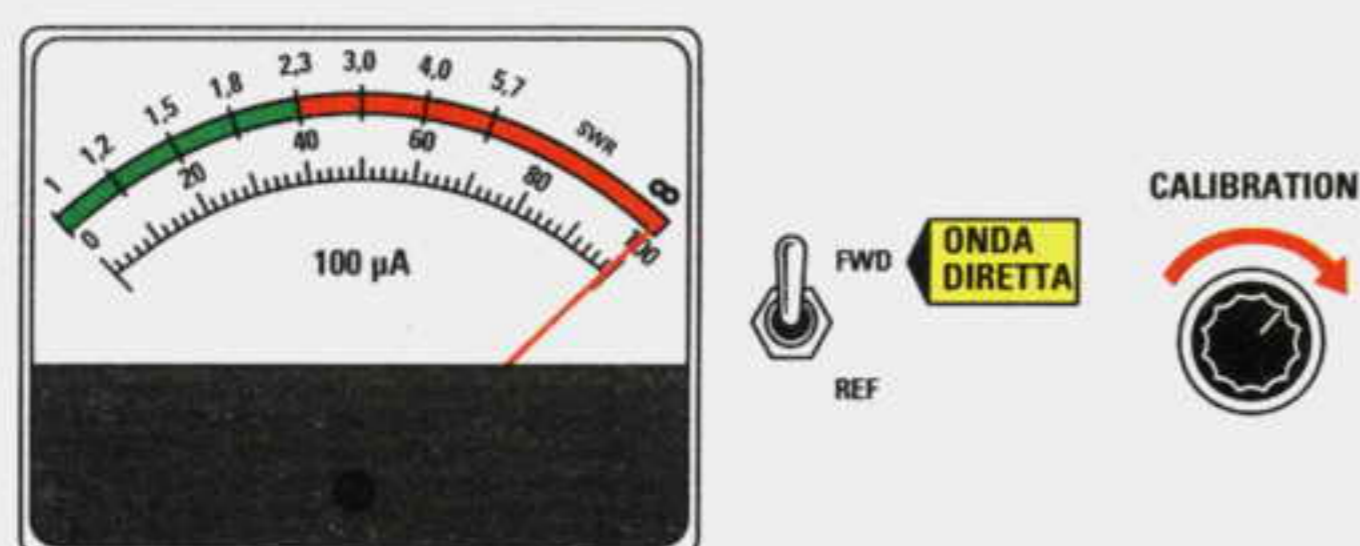 1 1,2 1,5 1,8 2,3 3,0 4,0 5,7 SWR ∞
0 20 40 60 80 100
100 µA
FWD
ONDA
DIRETTA
REF
CALIBRATION